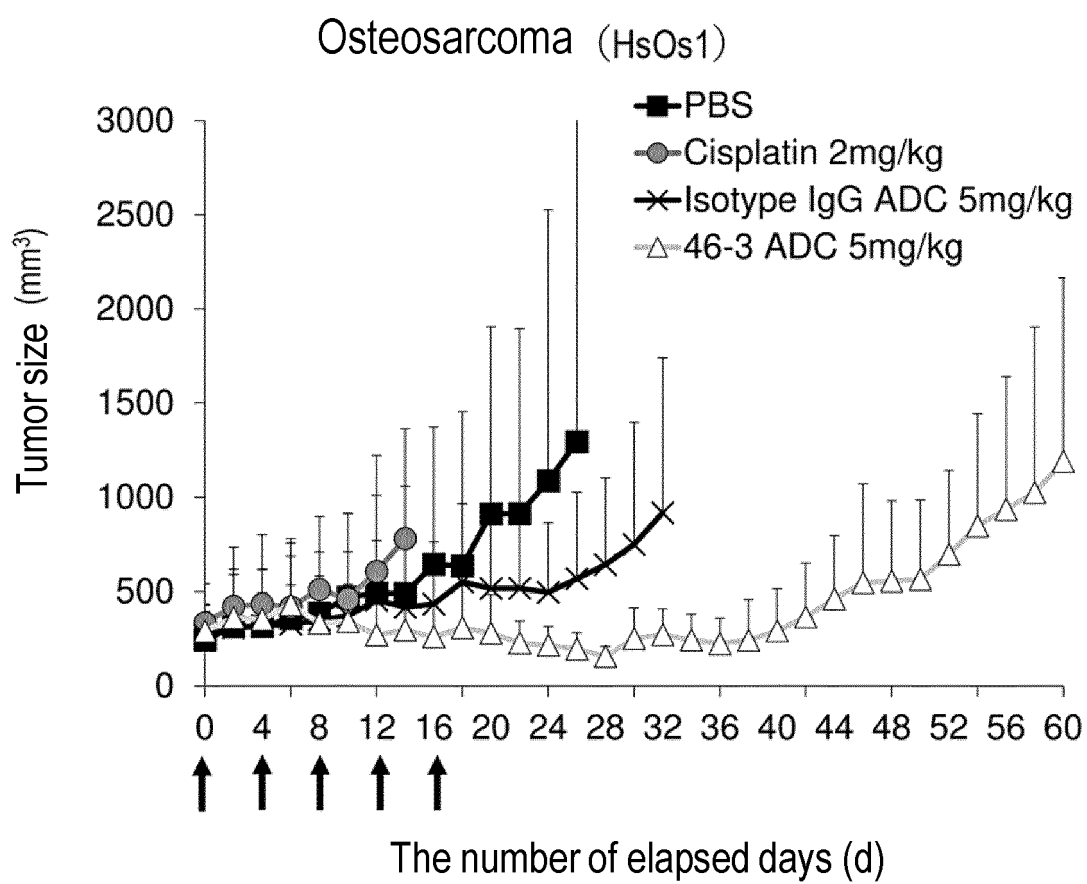 Osteosarcoma （HsOs1）
PBS
Cisplatin 2mg/kg
Isotype IgG ADC 5mg/kg
46-3 ADC 5mg/kg
Tumor size (mm³)
3000
2500
2000
1500
1000
500
0
0 4 8 12 16 20 24 28 32 36 40 44 48 52 56 60
The number of elapsed days (d)